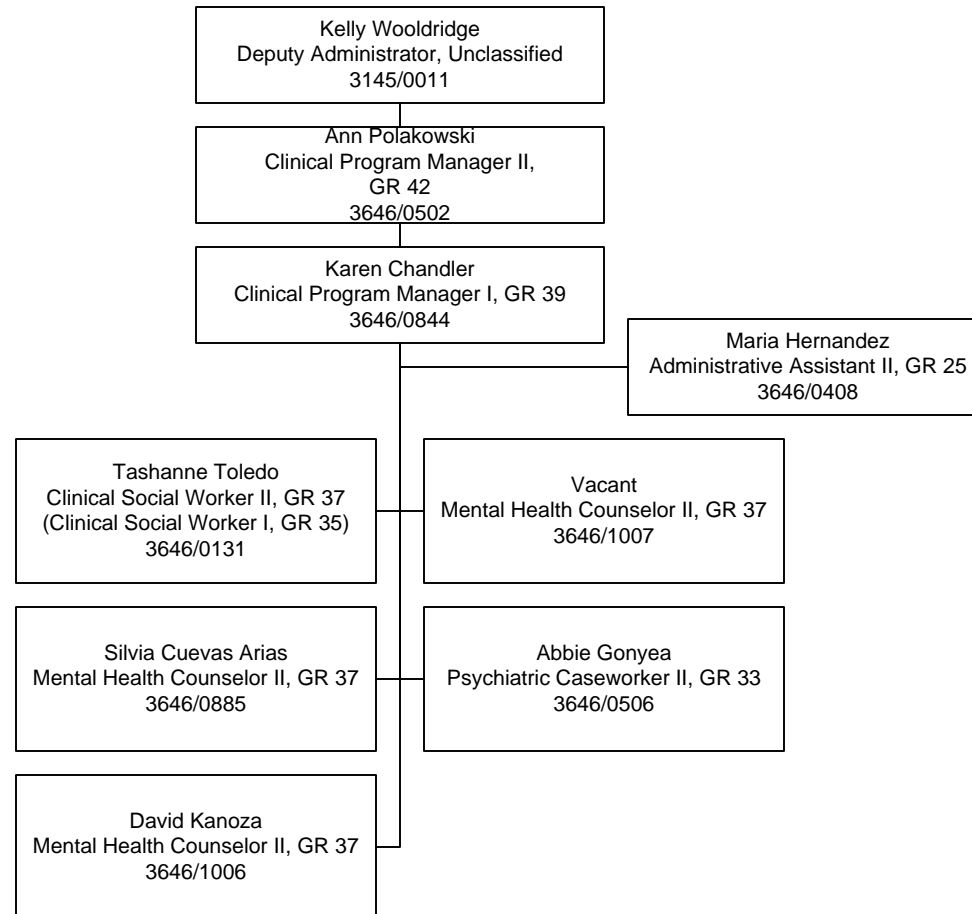 Kelly Wooldridge
Deputy Administrator, Unclassified
3145/0011
Ann Polakowski
Clinical Program Manager II,
GR 42
3646/0502
Karen Chandler
Clinical Program Manager I, GR 39
3646/0844
Maria Hernandez
Administrative Assistant II, GR 25
3646/0408
Tashanne Toledo
Clinical Social Worker II, GR 37
(Clinical Social Worker I, GR 35)
3646/0131
Vacant
Mental Health Counselor II, GR 37
3646/1007
Silvia Cuevas Arias
Mental Health Counselor II, GR 37
3646/0885
Abbie Gonyea
Psychiatric Caseworker II, GR 33
3646/0506
David Kanoza
Mental Health Counselor II, GR 37
3646/1006